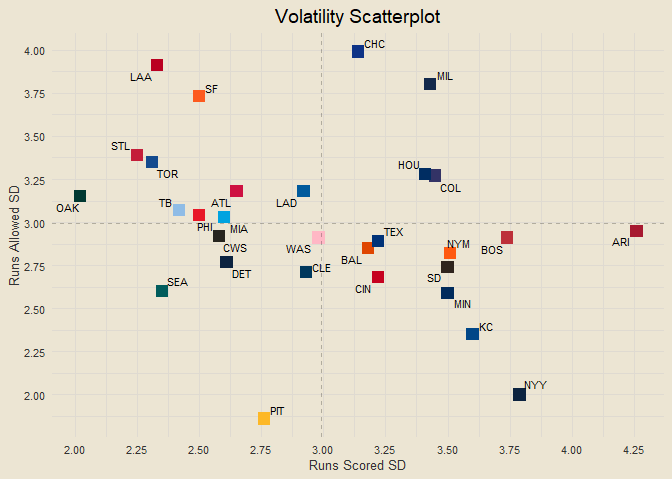 Volatility Scatterplot
4.00
CHC
LAA
MIL
3.75
SF
3.50
STL
TOR
HOU
COL
3.25
OAK
TB
ATL
LAD
3.00
PHI
MIA
TEX
NYM
ARI
CWS
WAS
BAL
BOS
2.75
DET
CLE
SD
SEA
CIN
MIN
2.50
KC
2.25
NYY
2.00
PIT
Runs Allowed SD
2.00 2.25 2.50 2.75 3.00 3.25 3.50 3.75 4.00 4.25
Runs Scored SD